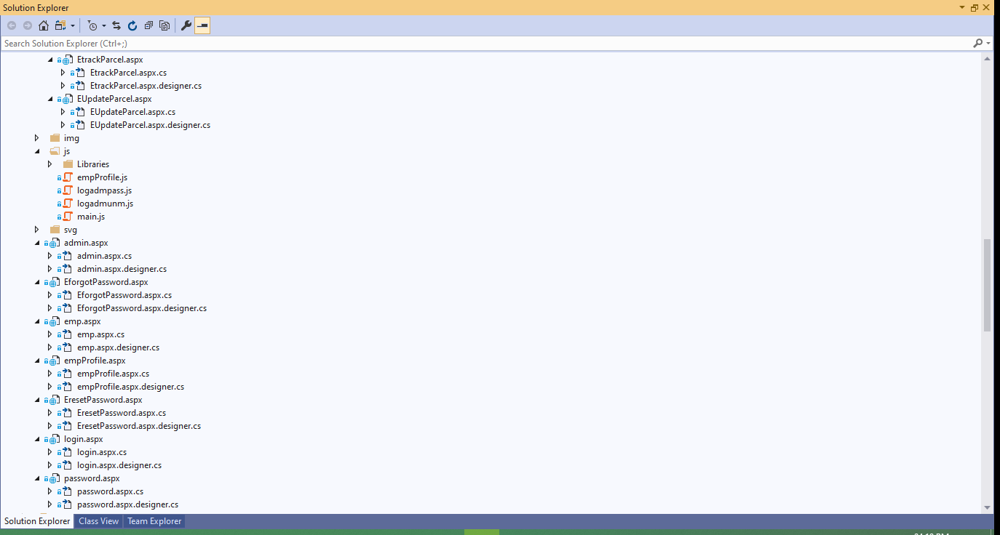 Solution Explorer
Search Solution Explorer (Ctrl+;)
EtrackParcel.aspx
EtrackParcel.aspx.cs
EtrackParcel.aspx.designer.cs
EUpdateParcel.aspx
EUpdateParcel.aspx.cs
EUpdateParcel.aspx.designer.cs
img
js
Libraries
empProfile.js
logadmpass.js
logadmunm.js
main.js
svg
admin.aspx
admin.aspx.cs
admin.aspx.designer.cs
EforgotPassword.aspx
EforgotPassword.aspx.cs
EforgotPassword.aspx.designer.cs
emp.aspx
emp.aspx.cs
emp.aspx.designer.cs
empProfile.aspx
empProfile.aspx.cs
empProfile.aspx.designer.cs
EresetPassword.aspx
EresetPassword.aspx.cs
EresetPassword.aspx.designer.cs
login.aspx
login.aspx.cs
login.aspx.designer.cs
password.aspx
password.aspx.cs
password.aspx.designer.cs
Solution Explorer Class View Team Explorer